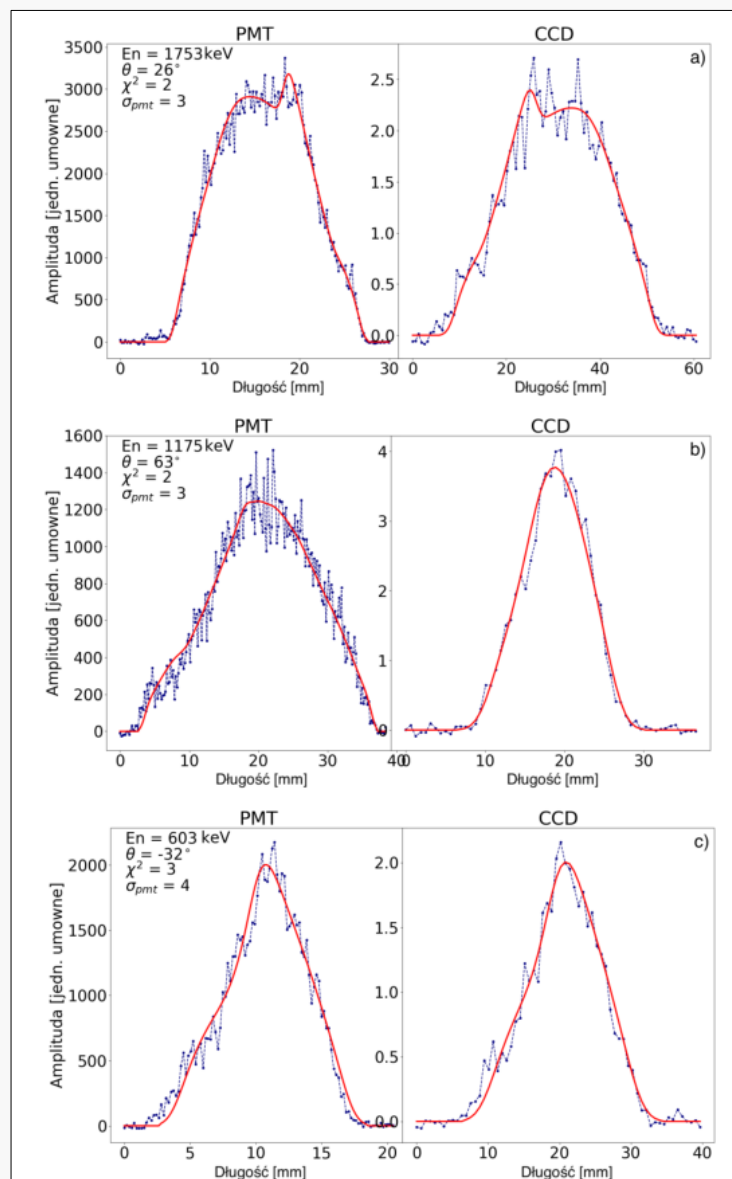 PMT CCD
En = 1753keV
θ = 26°
χ² = 2
σpmt = 3
a)
Amplituda [jedn. umowne]
3500
3000
2500
2000
1500
1000
500
0
2.5
2.0
1.5
1.0
0.5
0.0
0 10 20 30 0 20 40 60
Długość [mm] Długość [mm]
PMT CCD
En = 1175keV
θ = 63°
χ² = 2
σpmt = 3
b)
Amplituda [jedn. umowne]
1600
1400
1200
1000
800
600
400
200
0
4
3
2
1
0
0 10 20 30 40 0 10 20 30
Długość [mm] Długość [mm]
PMT CCD
En = 603 keV
θ = -32°
χ² = 3
σpmt = 4
c)
Amplituda [jedn. umowne]
2000
1500
1000
500
0
2.0
1.5
1.0
0.5
0.0
0 5 10 15 20 0 10 20 30 40
Długość [mm] Długość [mm]